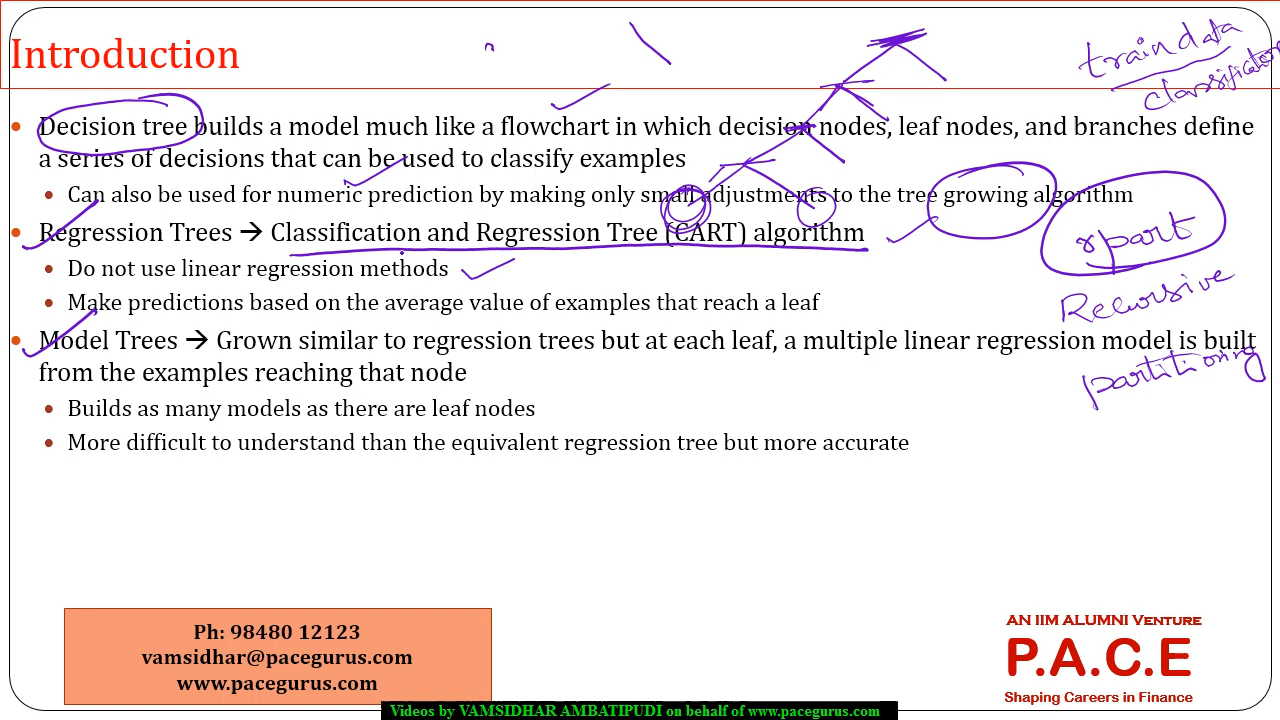 Introduction
train data
classification
Decision tree builds a model much like a flowchart in which decision nodes, leaf nodes, and branches define
a series of decisions that can be used to classify examples
Can also be used for numeric prediction by making only small adjustments to the tree growing algorithm
Regression Trees → Classification and Regression Tree (CART) algorithm
rpart
Do not use linear regression methods
Recursive
Make predictions based on the average value of examples that reach a leaf
Model Trees → Grown similar to regression trees but at each leaf, a multiple linear regression model is built
from the examples reaching that node
partitioning
Builds as many models as there are leaf nodes
More difficult to understand than the equivalent regression tree but more accurate
Ph: 98480 12123
vamsidhar@pacegurus.com
www.pacegurus.com
AN IIM ALUMNI VENTURE
P.A.C.E
Shaping Careers in Finance
Videos by VAMSIDHAR AMBATIPUDI on behalf of www.pacegurus.com